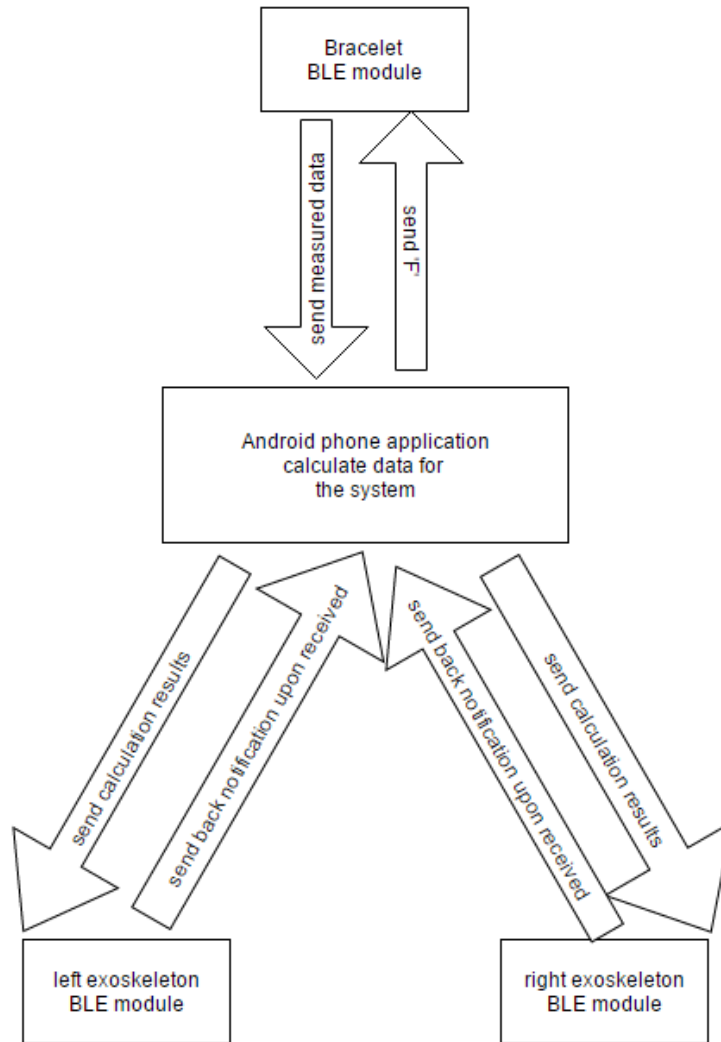 Bracelet
BLE module
send measured data
send 'F'
Android phone application
calculate data for
the system
send calculation results
send back notification upon received
send back notification upon received
send calculation results
left exoskeleton
BLE module
right exoskeleton
BLE module